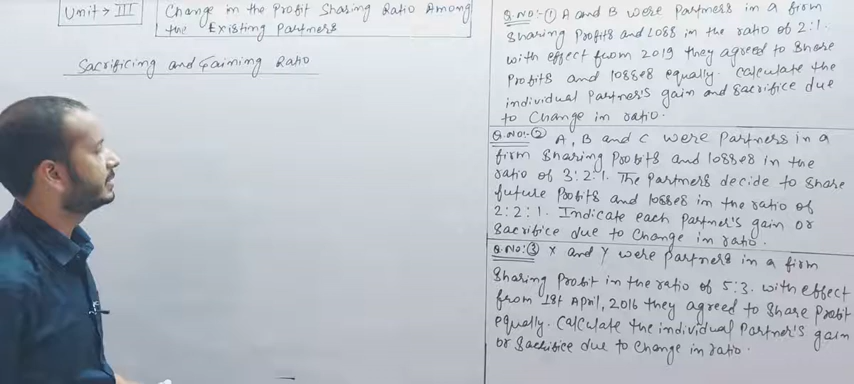 Unit → III
Change in the Profit Sharing Ratio Among
the Existing Partners
Sacrificing and Gaining Ratio
Q.No:-① A and B were Partners in a firm
Sharing Profits and Loss in the ratio of 2:1.
with effect from 2019 they agreed to Share
Profits and losses equally. Calculate the
individual Partner's gain and Sacrifice due
to Change in ratio.
Q.No:-② A, B and C were Partners in a
firm Sharing Profits and losses in the
ratio of 3:2:1. The Partners decide to Share
future Profits and losses in the ratio of
2:2:1. Indicate each Partner's gain or
Sacrifice due to Change in ratio.
Q.No:③ X and Y were Partners in a firm
Sharing Profit in the ratio of 5:3. with effect
from 1st April, 2016 they agreed to Share Profit
equally. Calculate the individual Partner's gain
or Sacrifice due to Change in ratio.